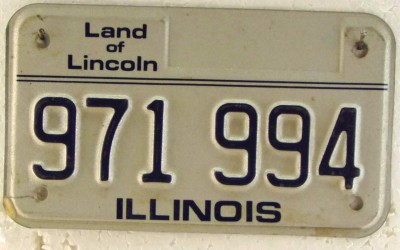 Land
of
Lincoln
971 994
ILLINOIS